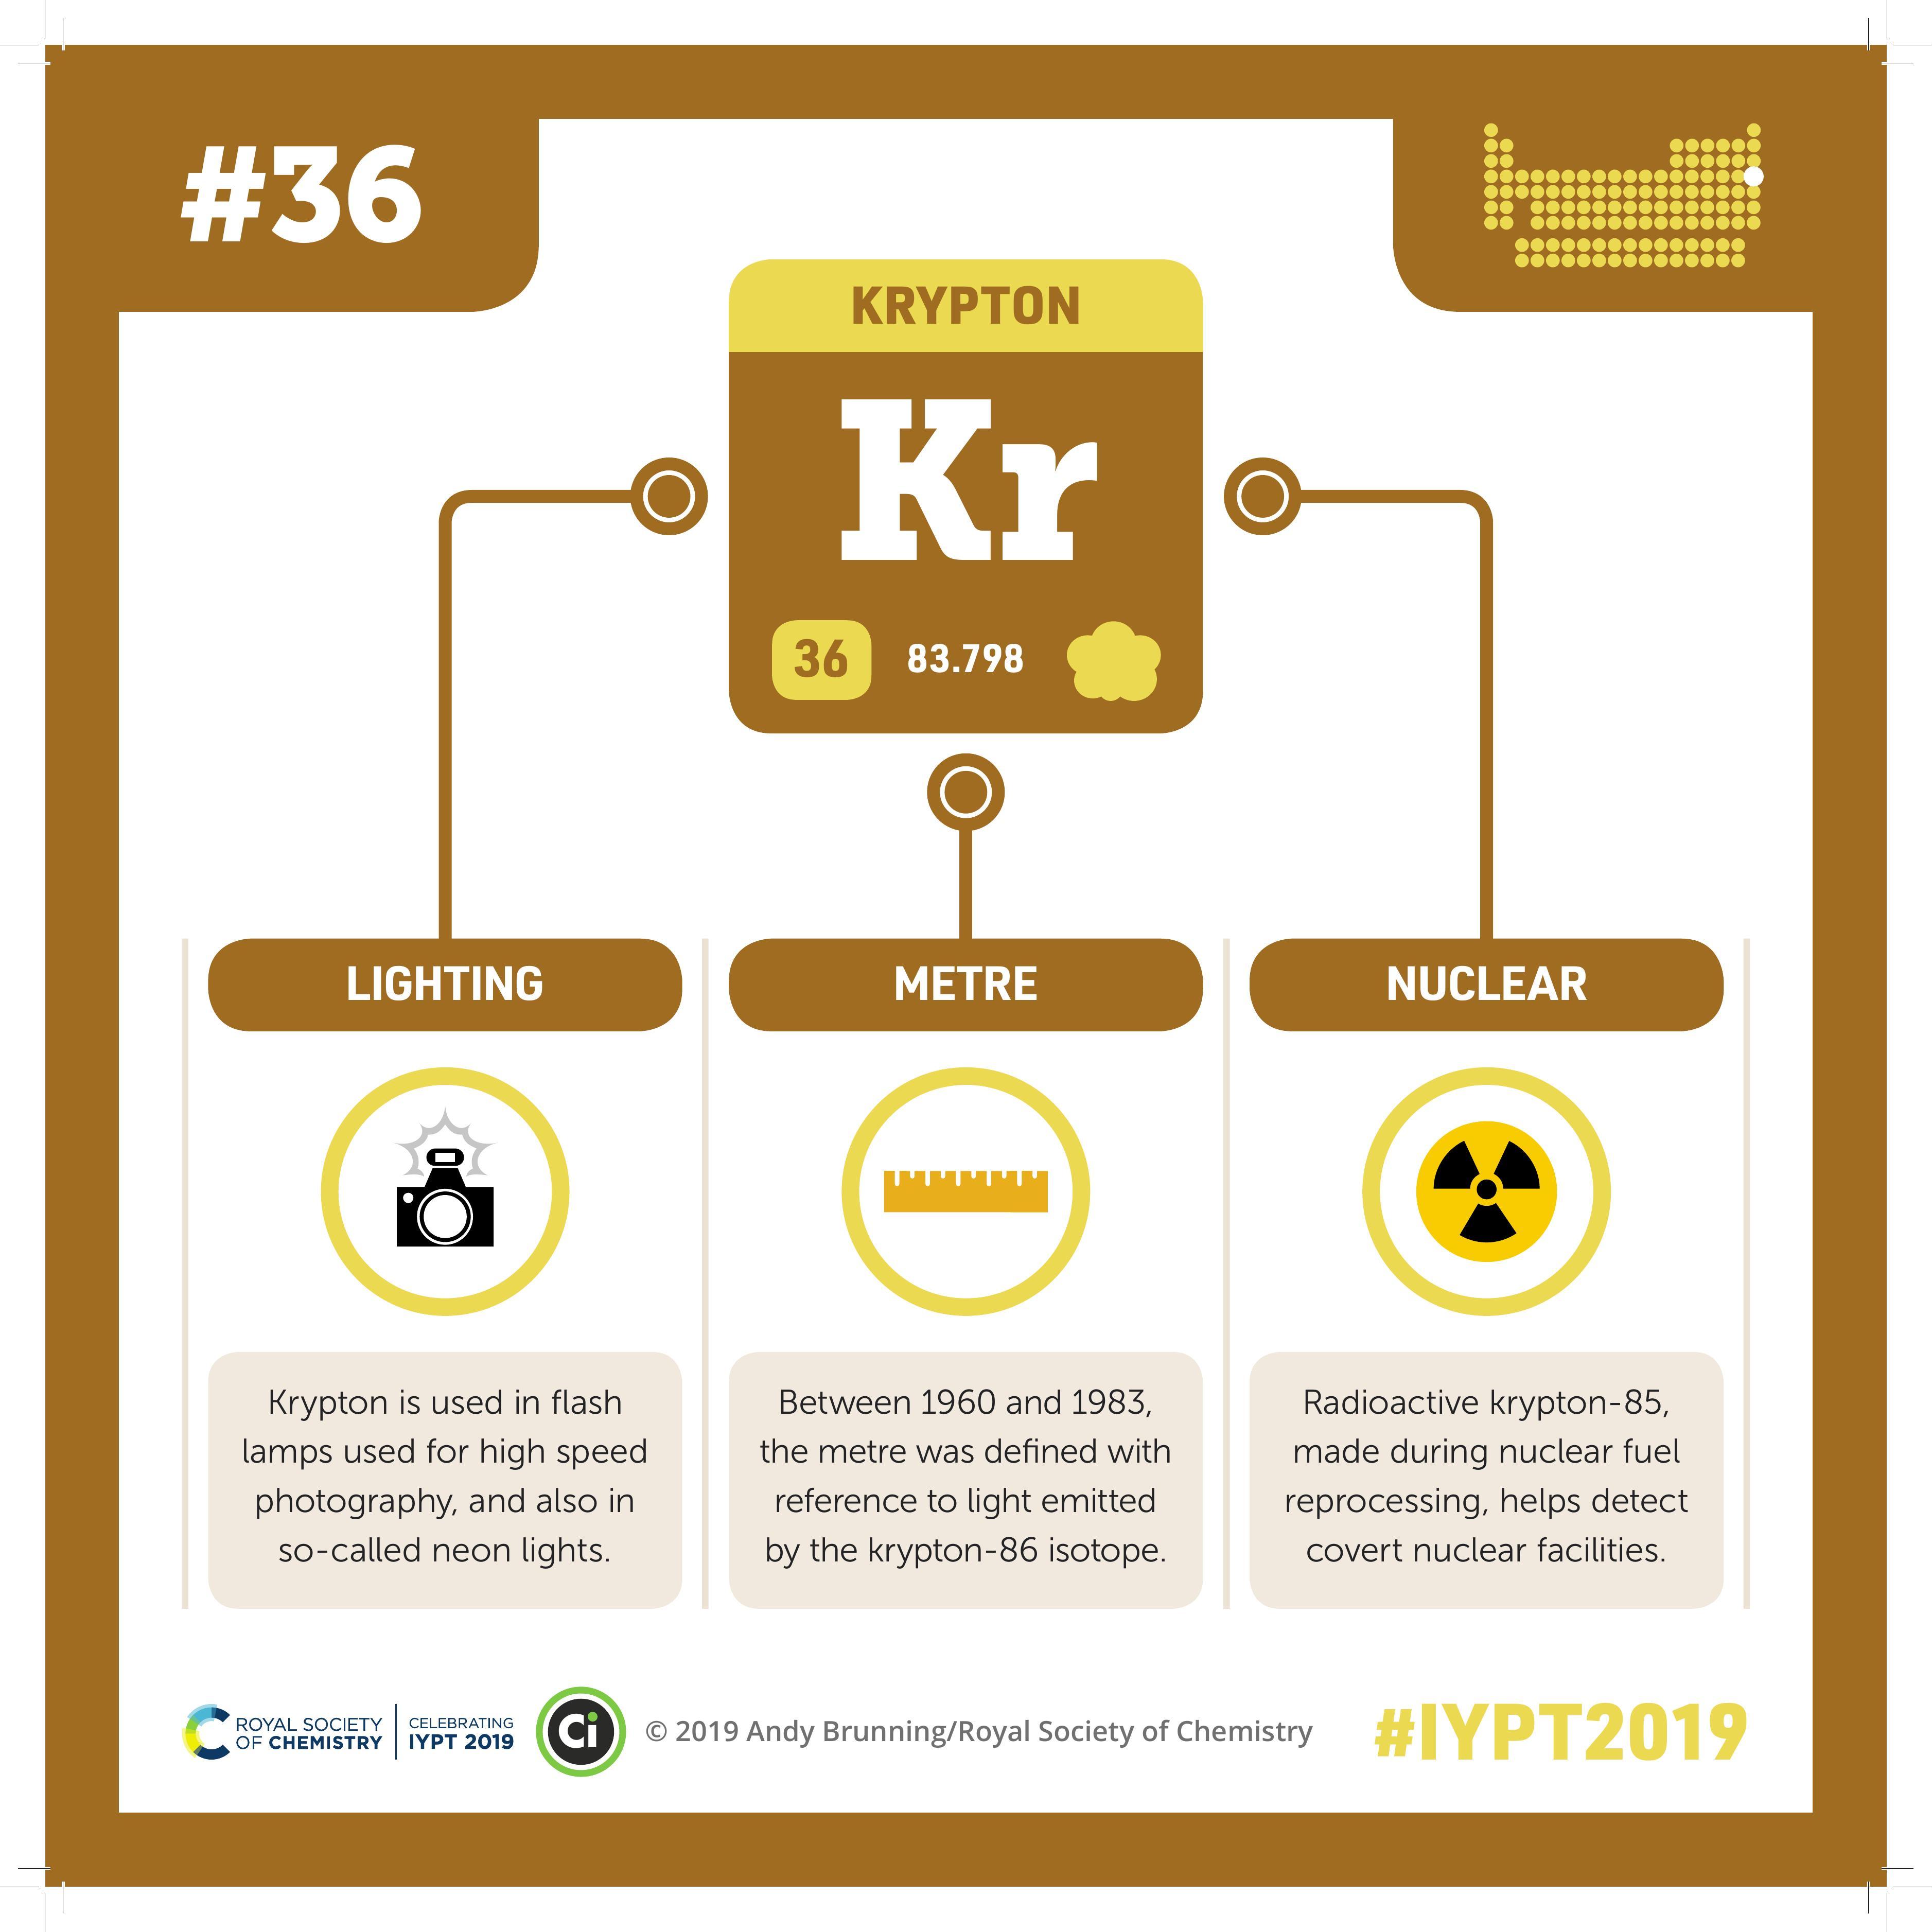 #36
KRYPTON
Kr
36 83.798
LIGHTING
Krypton is used in flash
lamps used for high speed
photography, and also in
so-called neon lights.
METRE
Between 1960 and 1983,
the metre was defined with
reference to light emitted
by the krypton-86 isotope.
NUCLEAR
Radioactive krypton-85,
made during nuclear fuel
reprocessing, helps detect
covert nuclear facilities.
ROYAL SOCIETY
OF CHEMISTRY
CELEBRATING
IYPT 2019
Ci
© 2019 Andy Brunning/Royal Society of Chemistry
#IYPT2019